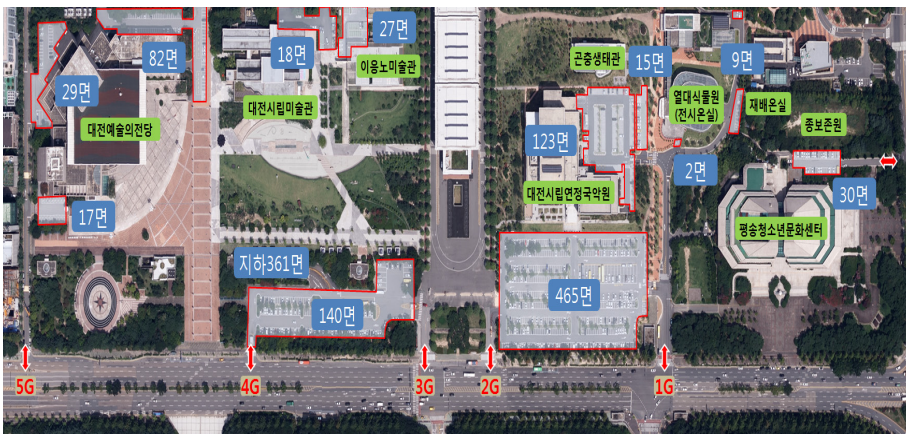 27면
82면
18면
이응노미술관
곤충생태관
15면
9면
29면
열대식물원
(전시온실)
재배온실
대전시립미술관
대전예술의전당
종보존원
123면
2면
대전시립연정국악원
30면
17면
평송청소년문화센터
지하361면
465면
140면
5G
4G
3G
2G
1G